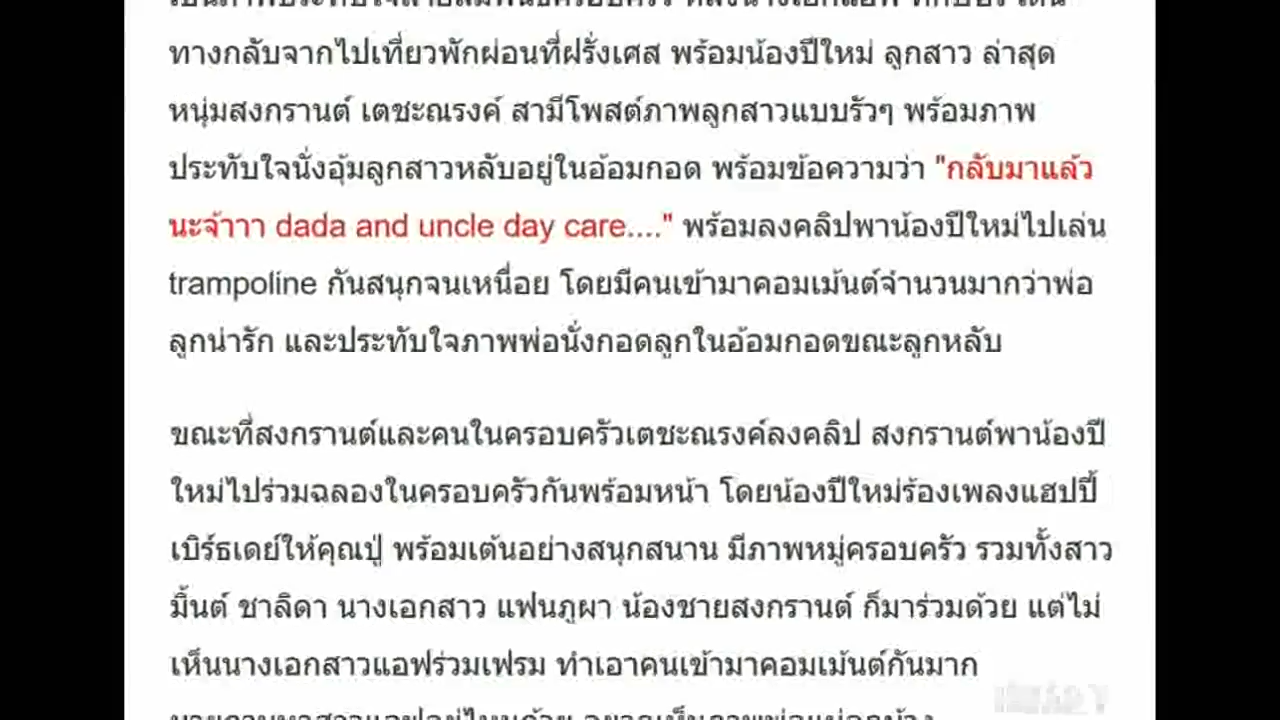 ทางกลับจากไปเที่ยวพักผ่อนที่ฝรั่งเศส พร้อมน้องปีใหม่ ลูกสาว ล่าสุด
หนุ่มสงกรานต์ เตชะณรงค์ สามีโพสต์ภาพลูกสาวแบบรัวๆ พร้อมภาพ
ประทับใจนั่งอุ้มลูกสาวหลับอยู่ในอ้อมกอด พร้อมข้อความว่า "กลับมาแล้ว
นะจ้าาา dada and uncle day care...." พร้อมลงคลิปพาน้องปีใหม่ไปเล่น
trampoline กันสนุกจนเหนื่อย โดยมีคนเข้ามาคอมเม้นต์จำนวนมากว่าพ่อ
ลูกน่ารัก และประทับใจภาพพ่อนั่งกอดลูกในอ้อมกอดขณะลูกหลับ
ขณะที่สงกรานต์และคนในครอบครัวเตชะณรงค์ลงคลิป สงกรานต์พาน้องปี
ใหม่ไปร่วมฉลองในครอบครัวกันพร้อมหน้า โดยน้องปีใหม่ร้องเพลงแฮปปี้
เบิร์ธเดย์ให้คุณปู่ พร้อมเต้นอย่างสนุกสนาน มีภาพหมู่ครอบครัว รวมทั้งสาว
มิ้นต์ ชาลิดา นางเอกสาว แฟนภูผา น้องชายสงกรานต์ ก็มาร่วมด้วย แต่ไม่
เห็นนางเอกสาวแอฟร่วมเฟรม ทำเอาคนเข้ามาคอมเม้นต์กันมาก